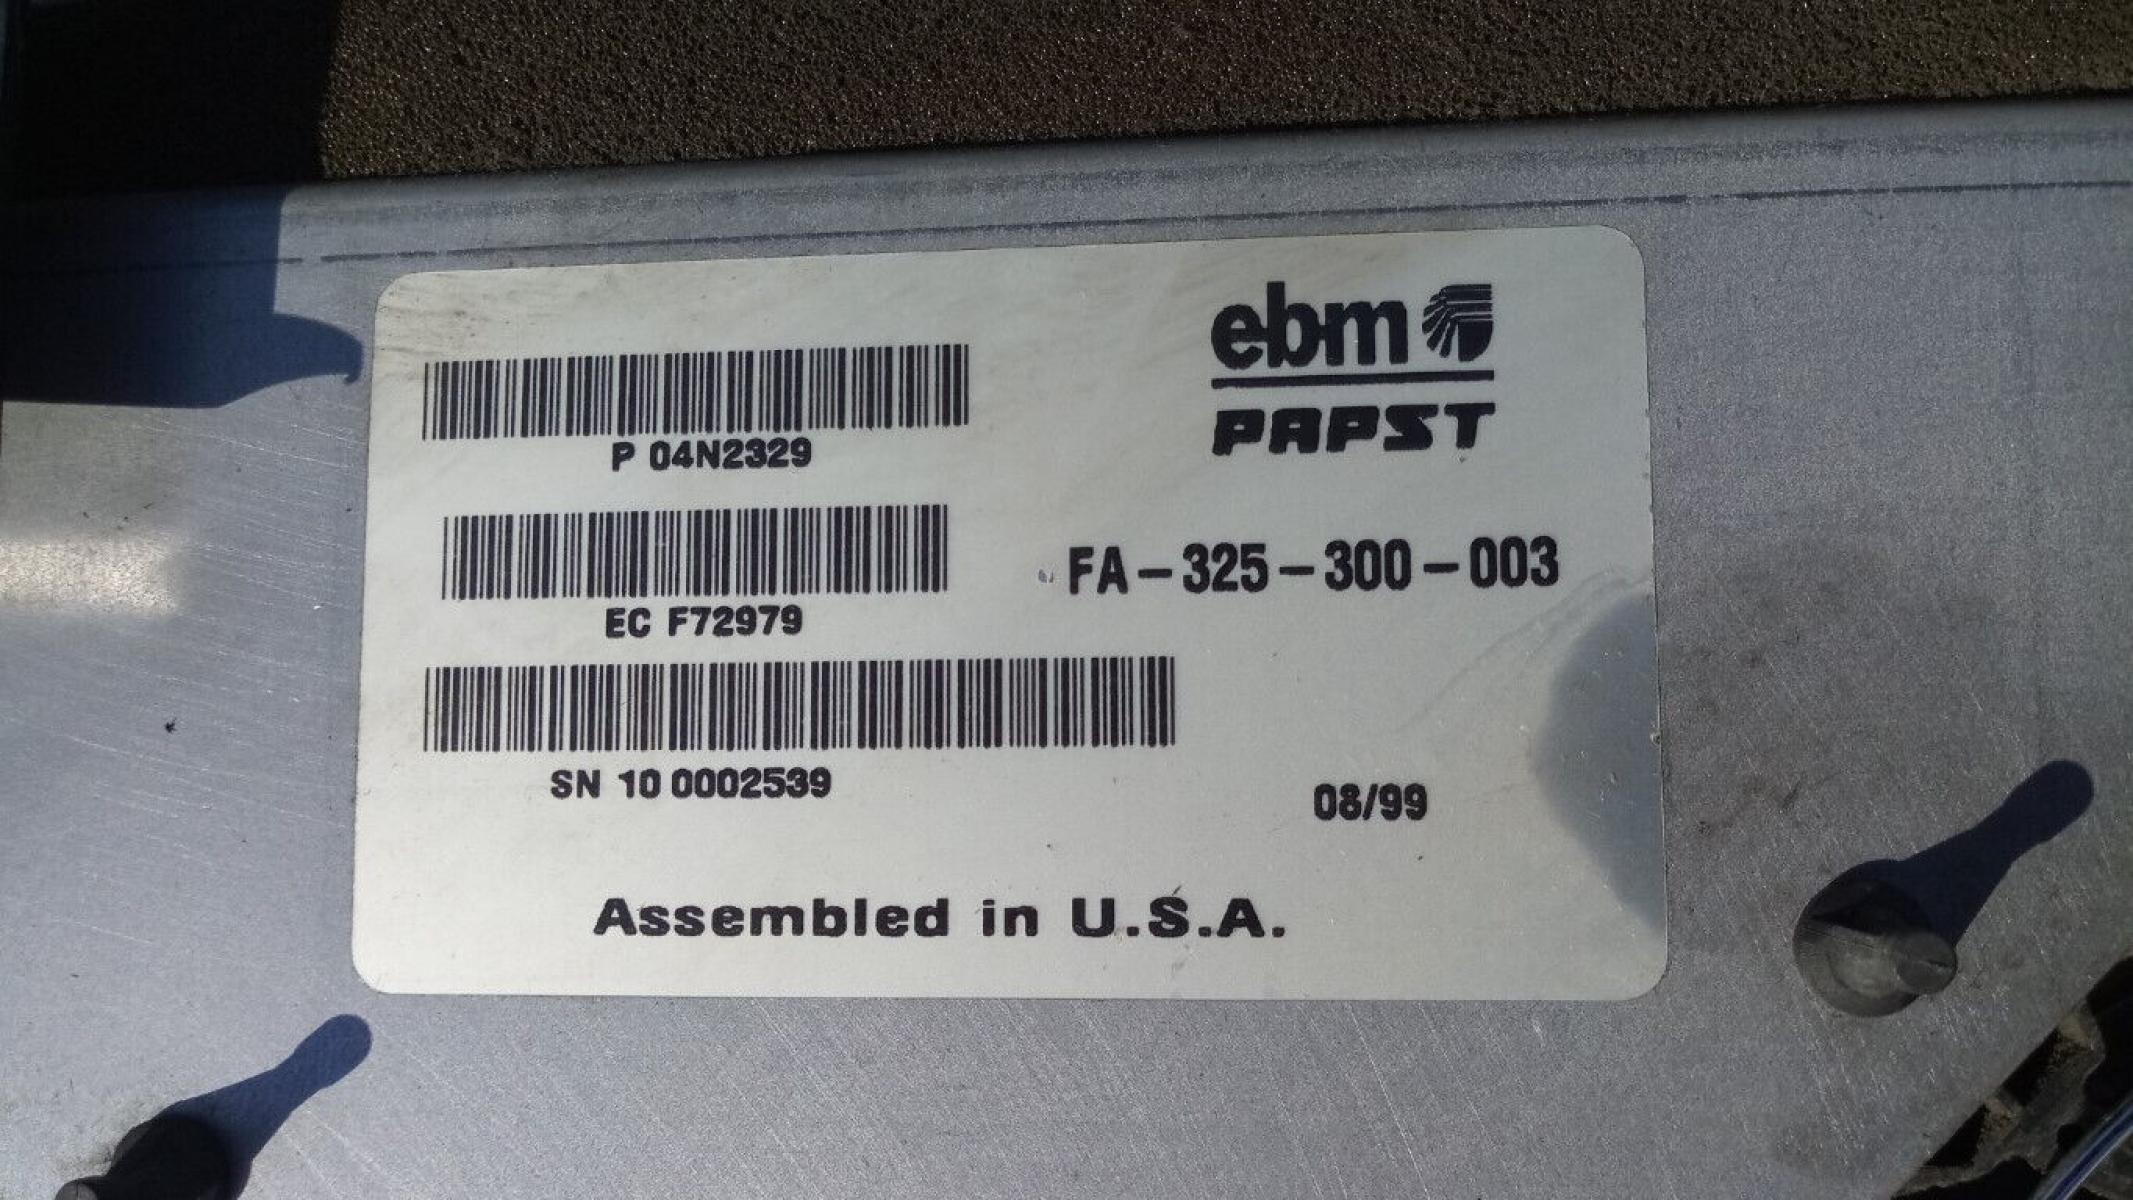 ebm
PAPST
P 04N2329
FA-325-300-003
EC F72979
SN 10 0002539
08/99
Assembled in U.S.A.